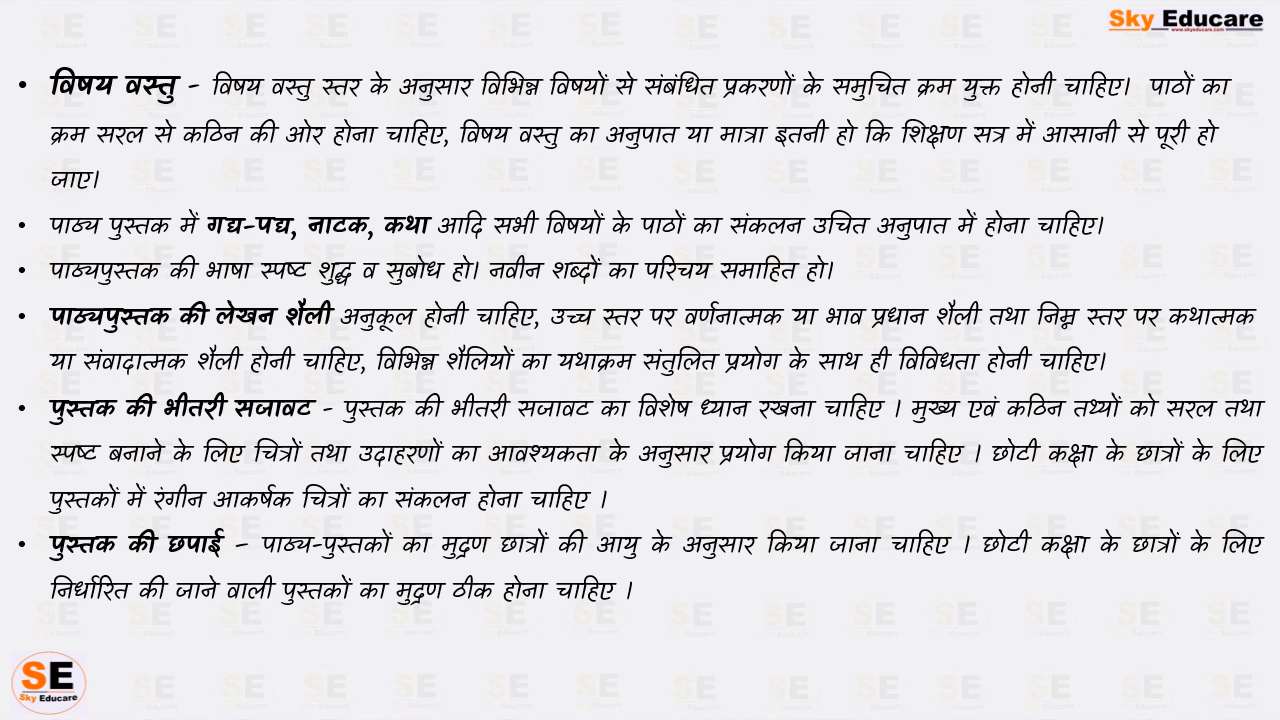 Sky Educare
www.skyeducare.com
• विषय वस्तु - विषय वस्तु स्तर के अनुसार विभिन्न विषयों से संबंधित प्रकरणों के समुचित क्रम युक्त होनी चाहिए। पाठों का
क्रम सरल से कठिन की ओर होना चाहिए, विषय वस्तु का अनुपात या मात्रा इतनी हो कि शिक्षण सत्र में आसानी से पूरी हो
जाए।
• पाठ्य पुस्तक में गद्य-पद्य, नाटक, कथा आदि सभी विषयों के पाठों का संकलन उचित अनुपात में होना चाहिए।
• पाठ्यपुस्तक की भाषा स्पष्ट शुद्ध व सुबोध हो। नवीन शब्दों का परिचय समाहित हो।
• पाठ्यपुस्तक की लेखन शैली अनुकूल होनी चाहिए, उच्च स्तर पर वर्णनात्मक या भाव प्रधान शैली तथा निम्न स्तर पर कथात्मक
या संवादात्मक शैली होनी चाहिए, विभिन्न शैलियों का यथाक्रम संतुलित प्रयोग के साथ ही विविधता होनी चाहिए।
• पुस्तक की भीतरी सजावट - पुस्तक की भीतरी सजावट का विशेष ध्यान रखना चाहिए । मुख्य एवं कठिन तथ्यों को सरल तथा
स्पष्ट बनाने के लिए चित्रों तथा उदाहरणों का आवश्यकता के अनुसार प्रयोग किया जाना चाहिए । छोटी कक्षा के छात्रों के लिए
पुस्तकों में रंगीन आकर्षक चित्रों का संकलन होना चाहिए ।
• पुस्तक की छपाई – पाठ्य-पुस्तकों का मुद्रण छात्रों की आयु के अनुसार किया जाना चाहिए । छोटी कक्षा के छात्रों के लिए
निर्धारित की जाने वाली पुस्तकों का मुद्रण ठीक होना चाहिए ।
SE
Sky Educare